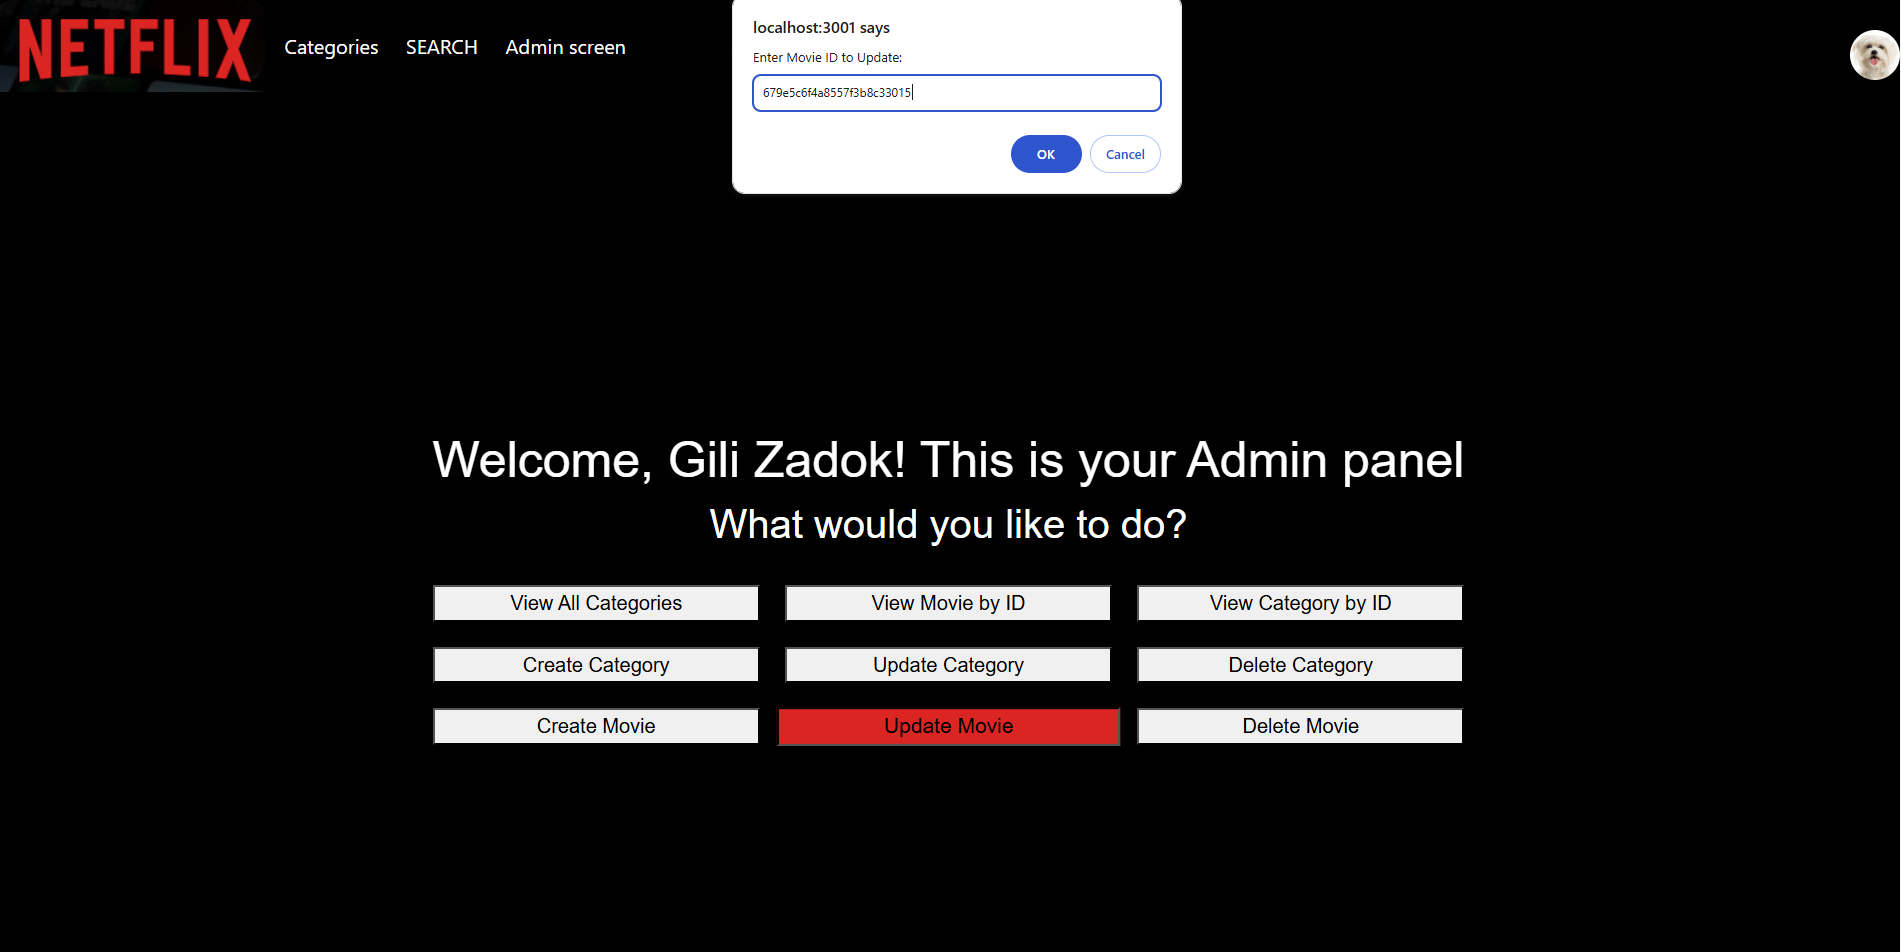 NETFLIX
Categories SEARCH Admin screen
localhost:3001 says
Enter Movie ID to Update:
679e5c6f4a8557f3b8c33015
OK Cancel
Welcome, Gili Zadok! This is your Admin panel
What would you like to do?
View All Categories View Movie by ID View Category by ID
Create Category Update Category Delete Category
Create Movie Update Movie Delete Movie